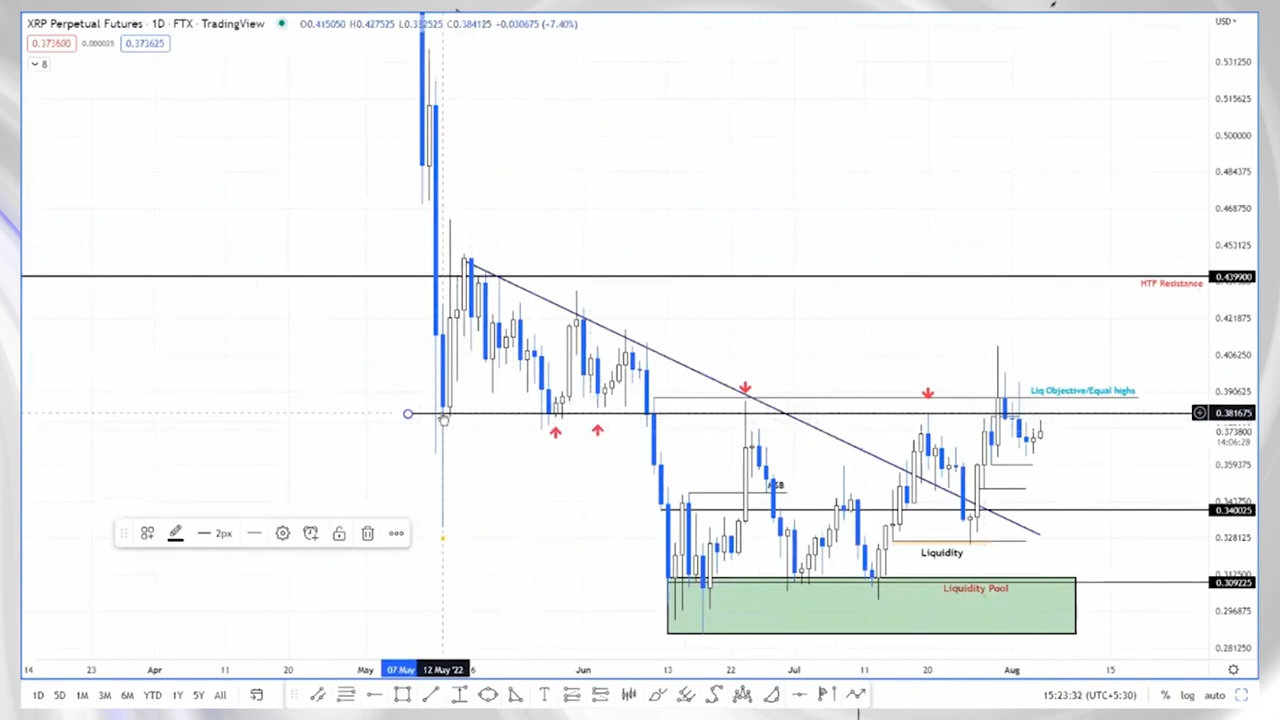 XRP Perpetual Futures · 1D · FTX · TradingView
O0.415050 H0.427525 L0.332525 C0.384125 -0.030675 (-7.40%)
USD
0.373600 0.000025 0.373625
8
0.531250
0.515625
0.500000
0.484375
0.468750
0.453125
0.439900
HTF Resistance
0.421875
0.406250
Liq Objective/Equal highs
0.390625
0.381675
0.373800
14:06:28
0.359375
0.340025
0.328125
Liquidity
2px
0.309225
Liquidity Pool
0.296875
0.281250
14 23 Apr 11 20 May 07 May 12 May '22 6 Jun 13 22 Jul 11 20 Aug 15
1D 5D 1M 3M 6M YTD 1Y 5Y All
15:23:32 (UTC+5:30) % log auto